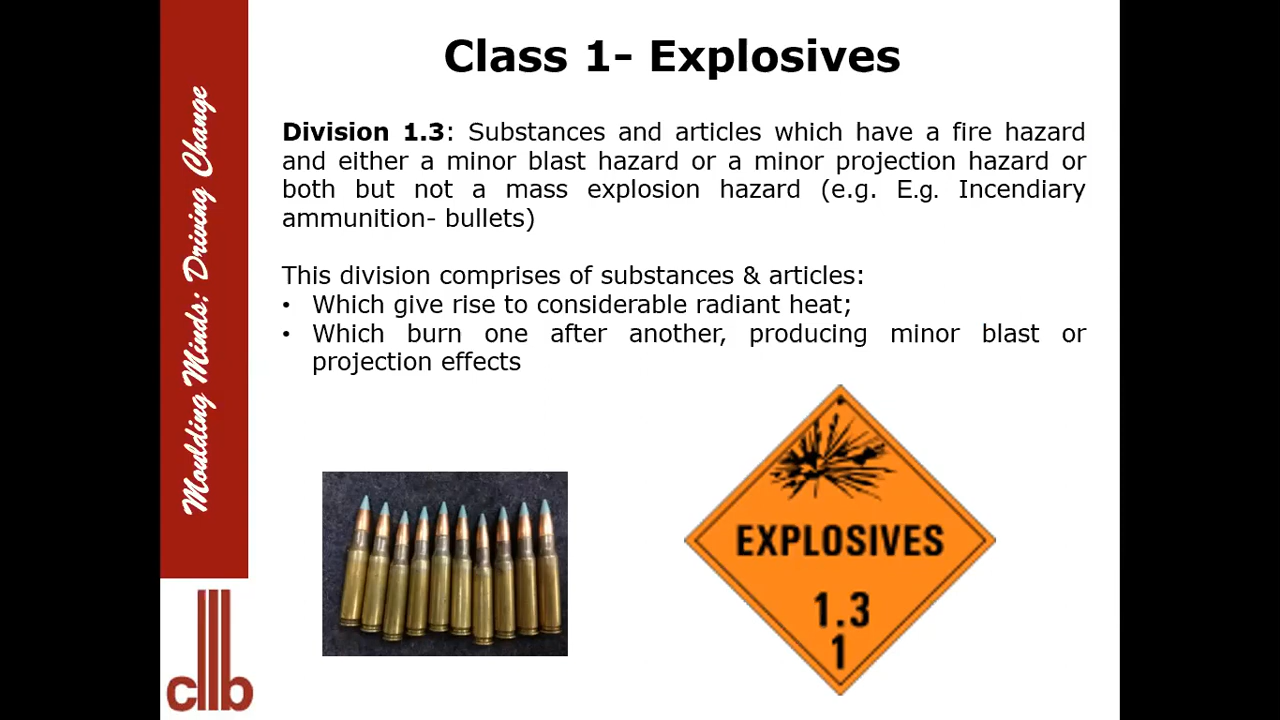 Class 1- Explosives
Division 1.3: Substances and articles which have a fire hazard
and either a minor blast hazard or a minor projection hazard or
both but not a mass explosion hazard (e.g. E.g. Incendiary
ammunition- bullets)
This division comprises of substances & articles:
• Which give rise to considerable radiant heat;
• Which burn one after another, producing minor blast or
projection effects
Moulding Minds; Driving Change
EXPLOSIVES
1.3
1
cllb